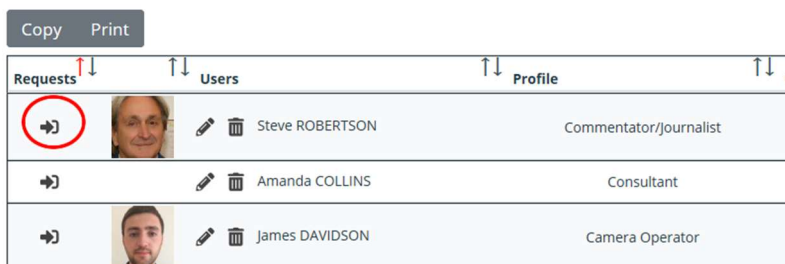 Copy Print
Requests Users Profile
Steve ROBERTSON Commentator/Journalist
Amanda COLLINS Consultant
James DAVIDSON Camera Operator